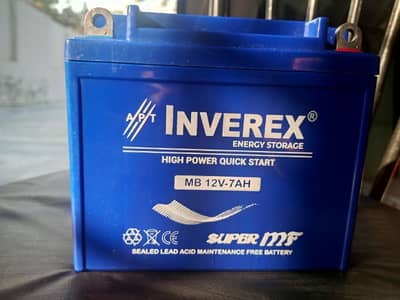 APT INVEREX®
ENERGY STORAGE
HIGH POWER QUICK START
MB 12V-7AH
CE SUPER MF
SEALED LEAD ACID MAINTENANCE FREE BATTERY